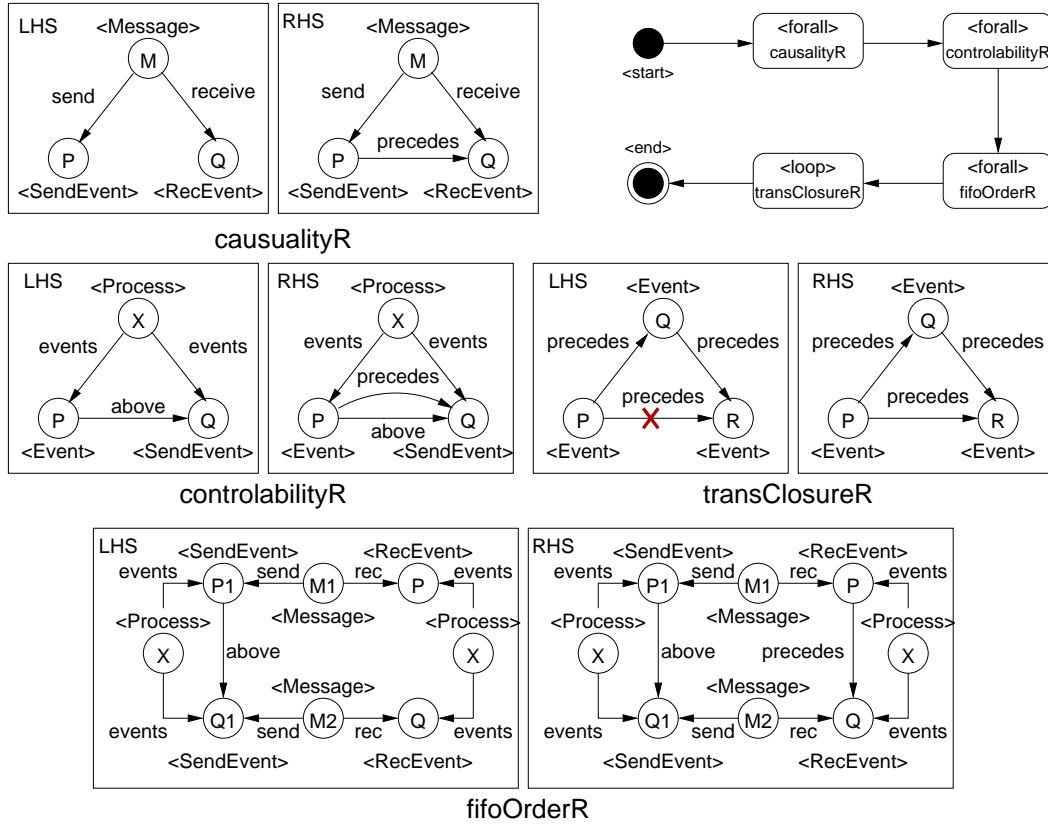 LHS
<Message>
M
send
receive
P
Q
<SendEvent>
<RecEvent>
RHS
<Message>
M
send
receive
precedes
P
Q
<SendEvent>
<RecEvent>
causualityR
<start>
<forall>
causalityR
<forall>
controlabilityR
<forall>
fifoOrderR
<loop>
transClosureR
<end>
LHS
<Process>
X
events
events
above
P
Q
<Event>
<SendEvent>
RHS
<Process>
X
events
events
precedes
P
Q
above
<Event>
<SendEvent>
controlabilityR
LHS
<Event>
Q
precedes
precedes
precedes
P
R
<Event>
<Event>
RHS
<Event>
Q
precedes
precedes
precedes
P
R
<Event>
<Event>
transClosureR
LHS
<SendEvent>
<RecEvent>
events
send
rec
events
P1
M1
P
<Message>
<Process>
<Process>
X
above
X
<Message>
Q1
M2
Q
events
send
rec
events
<SendEvent>
<RecEvent>
RHS
<SendEvent>
<RecEvent>
events
send
rec
events
P1
M1
P
<Message>
<Process>
<Process>
X
above
precedes
X
<Message>
Q1
M2
Q
events
send
rec
events
<SendEvent>
<RecEvent>
fifoOrderR